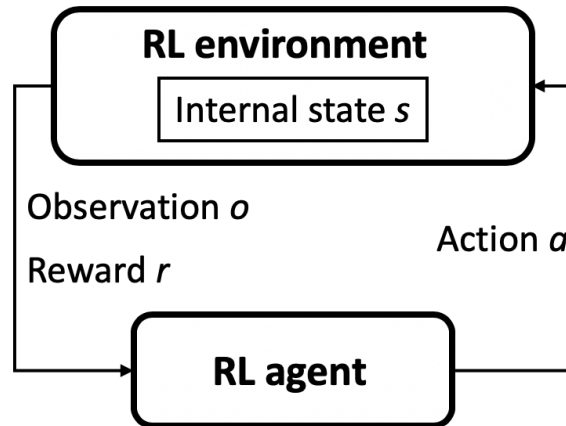 RL environment
Internal state s
Observation o
Reward r
Action a
RL agent